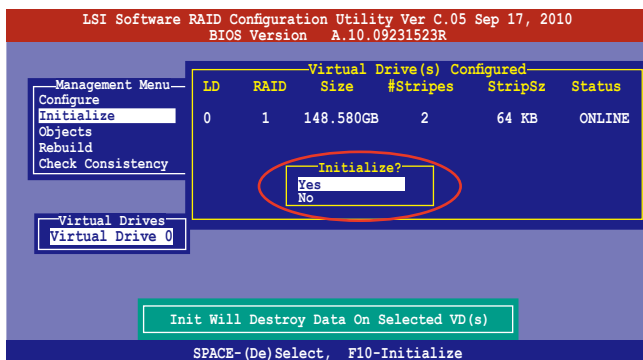 LSI Software RAID Configuration Utility Ver C.05 Sep 17, 2010
BIOS Version A.10.09231523R
Virtual Drive(s) Configured
LD RAID Size #Stripes StripSz Status
0 1 148.580GB 2 64 KB ONLINE
Management Menu
Configure
Initialize
Objects
Rebuild
Check Consistency
Initialize?
Yes
No
Virtual Drives
Virtual Drive 0
Init Will Destroy Data On Selected VD(s)
SPACE-(De)Select, F10-Initialize